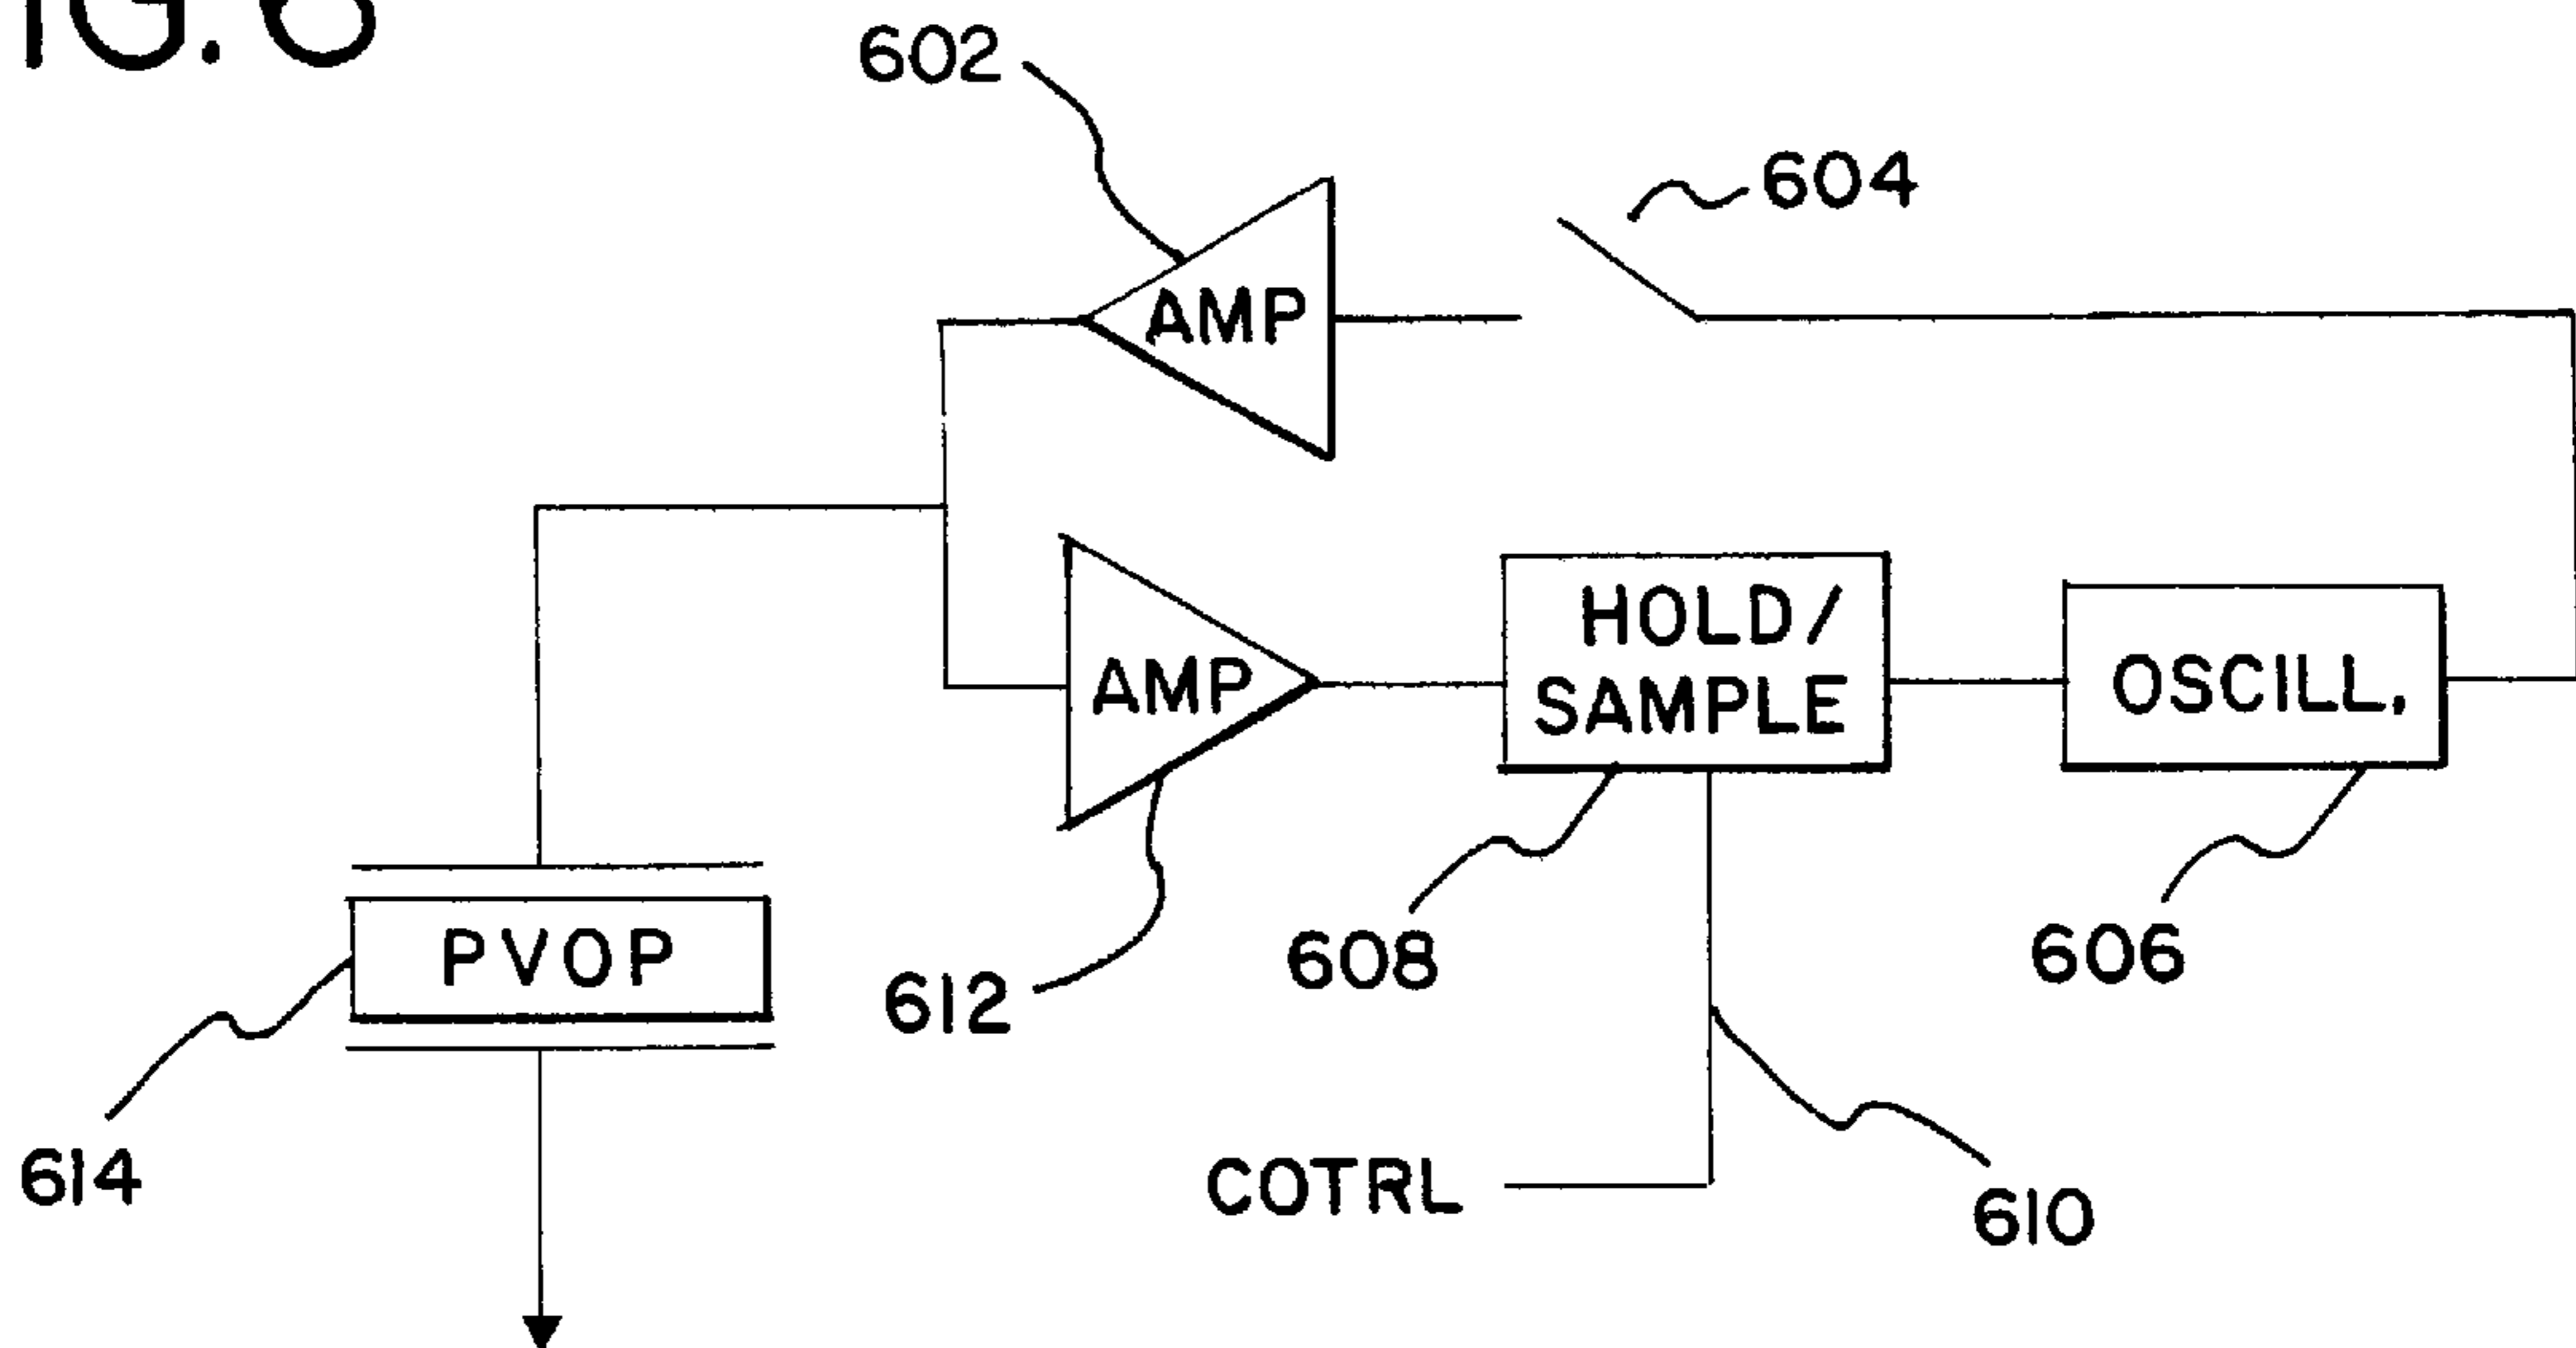 IG. 6
602
604
AMP
HOLD/
SAMPLE
AMP
OSCILL.
PVOP
612
608
606
614
COTRL
610